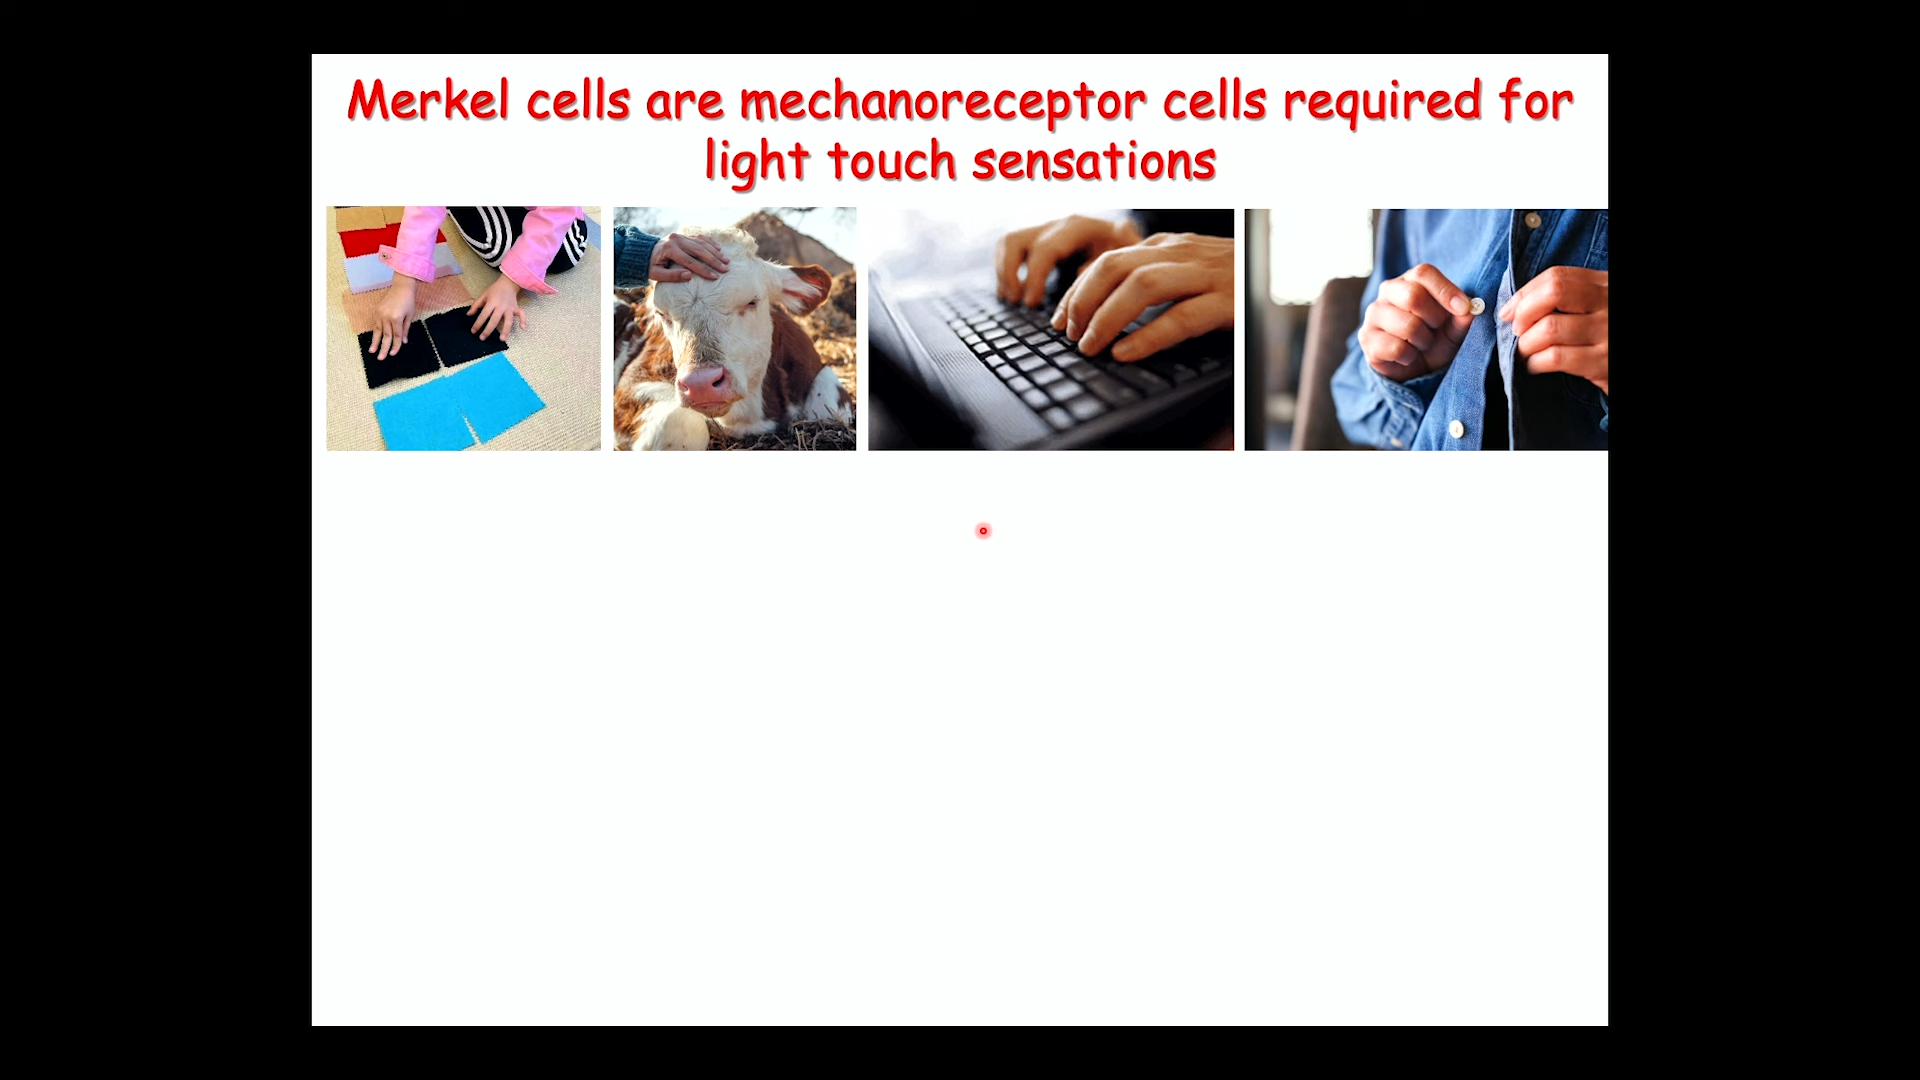 Merkel cells are mechanoreceptor cells required for
light touch sensations